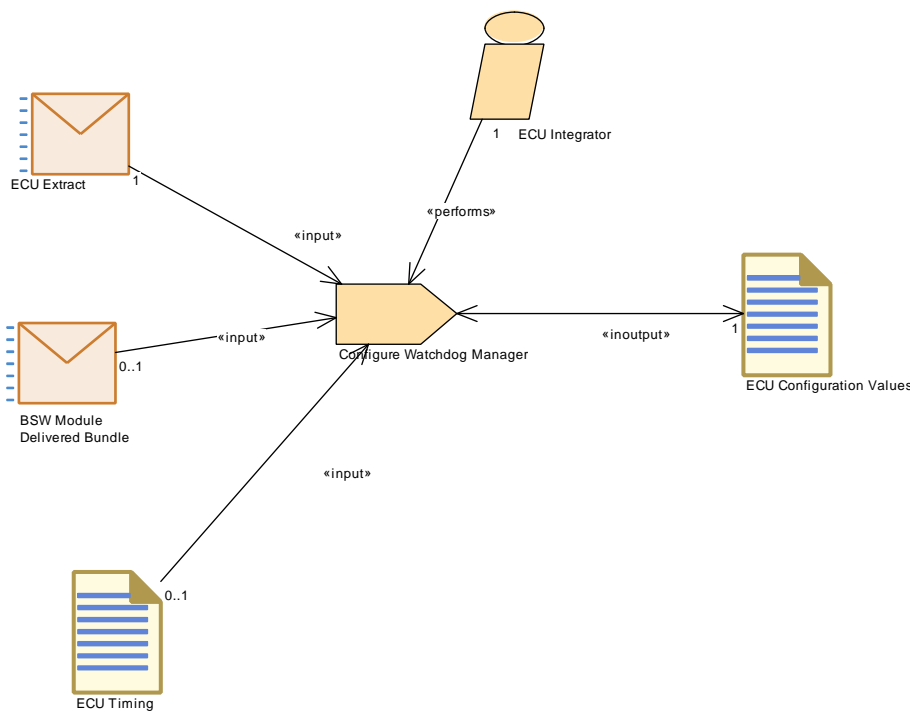 1
ECU Integrator
ECU Extract
1
«performs»
«input»
«input»
0..1
Configure Watchdog Manager
«inoutput»
1
ECU Configuration Values
BSW Module
Delivered Bundle
«input»
0..1
ECU Timing